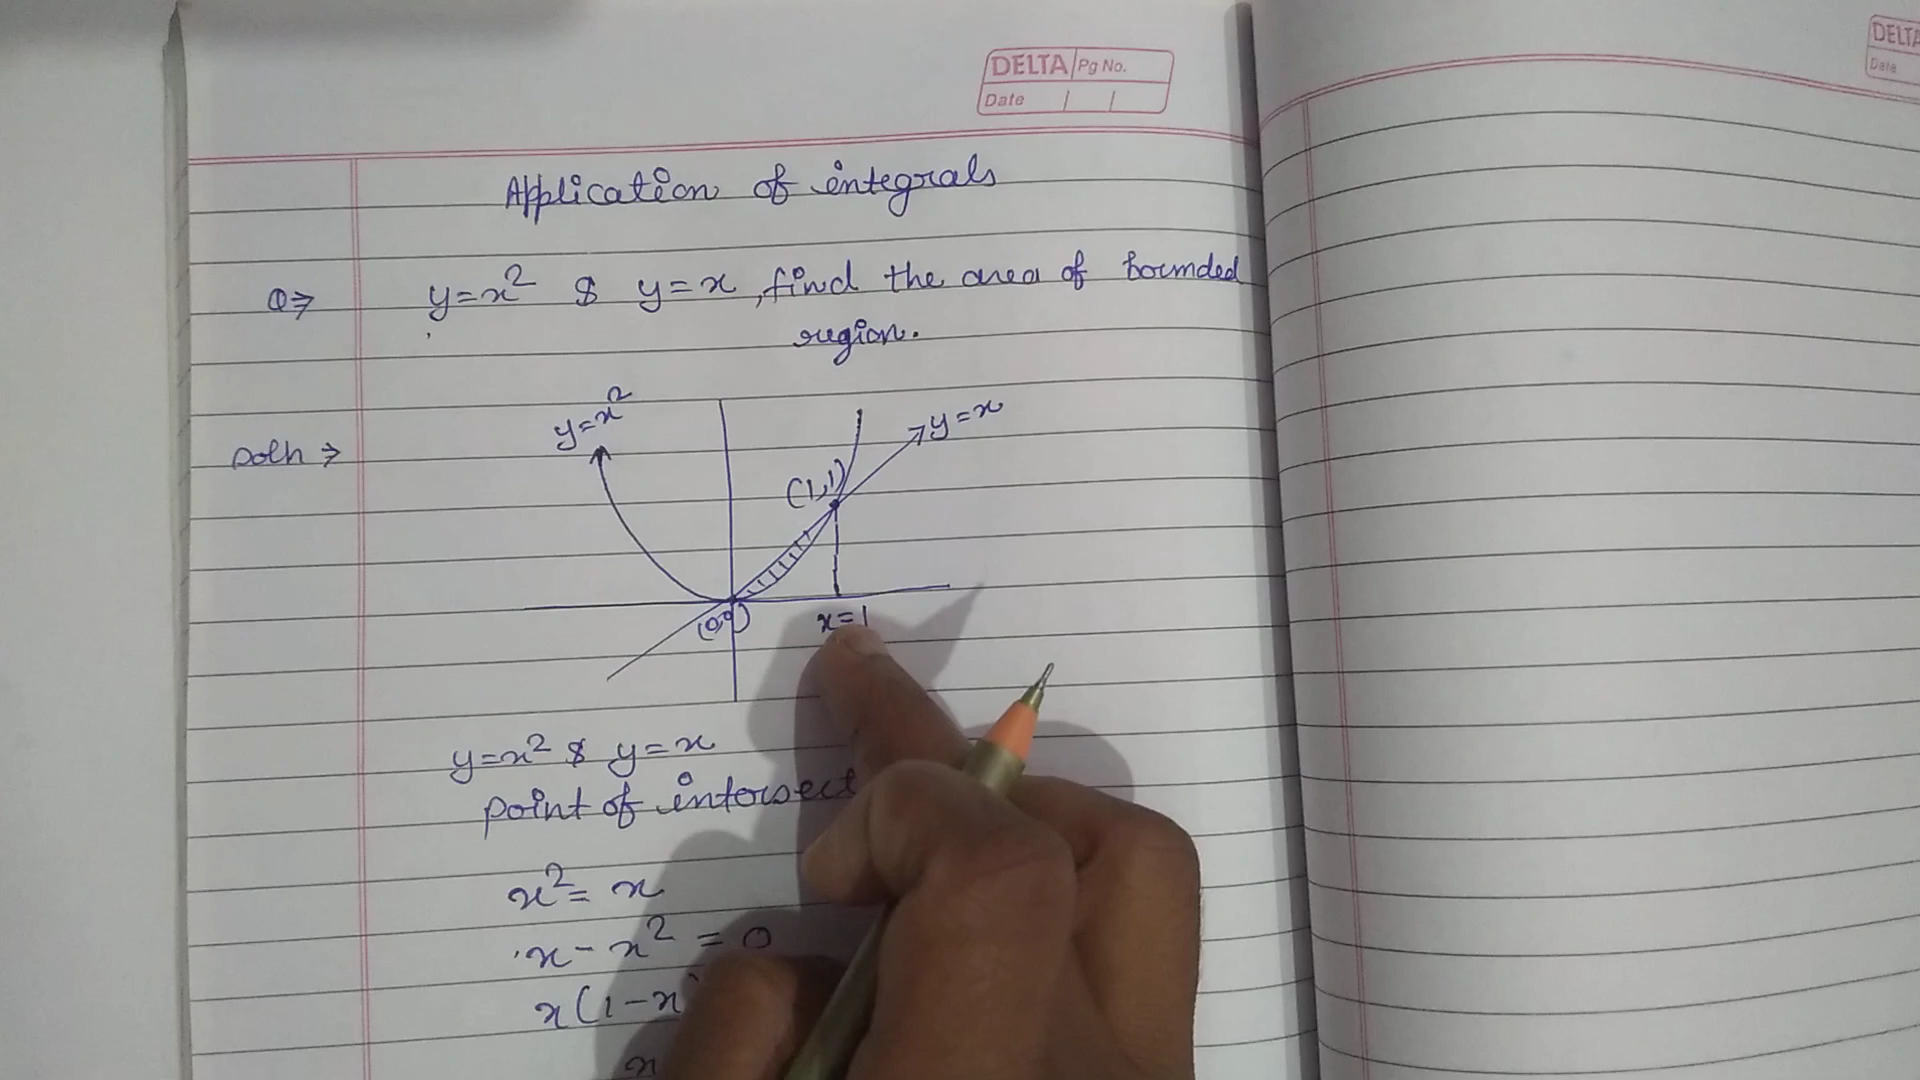 DELTA Pg No.
Date
DELTA
Date
Application of integrals
Q⇒ y=x² & y=x, find the area of bounded
region.
Soln ⇒
y=x²
y=x
(1,1)
(0,0)
x=1
y=x² & y=x
point of intersect
x²=x
x-x²=0
x(1-x
x